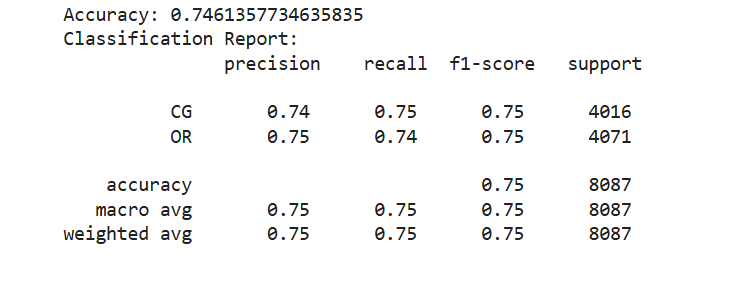 Accuracy: 0.7461357734635835
Classification Report:
precision recall f1-score support
CG 0.74 0.75 0.75 4016
OR 0.75 0.74 0.75 4071
accuracy 0.75 8087
macro avg 0.75 0.75 0.75 8087
weighted avg 0.75 0.75 0.75 8087